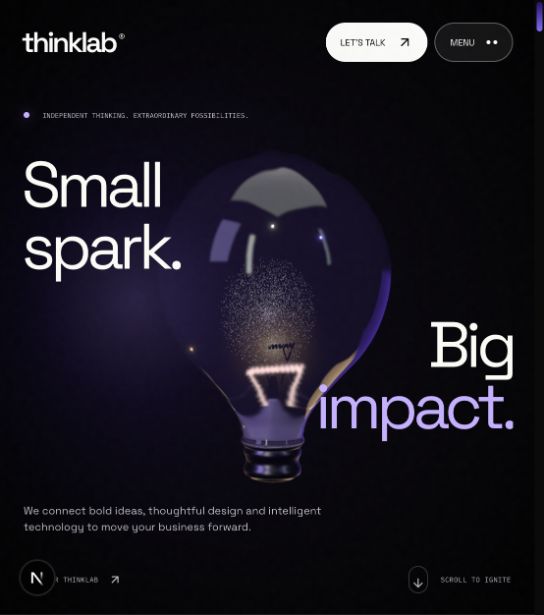 thinklab®
LET'S TALK
MENU
INDEPENDENT THINKING. EXTRAORDINARY POSSIBILITIES.
Small
spark.
Big
impact.
We connect bold ideas, thoughtful design and intelligent
technology to move your business forward.
N
THINKLAB
SCROLL TO IGNITE